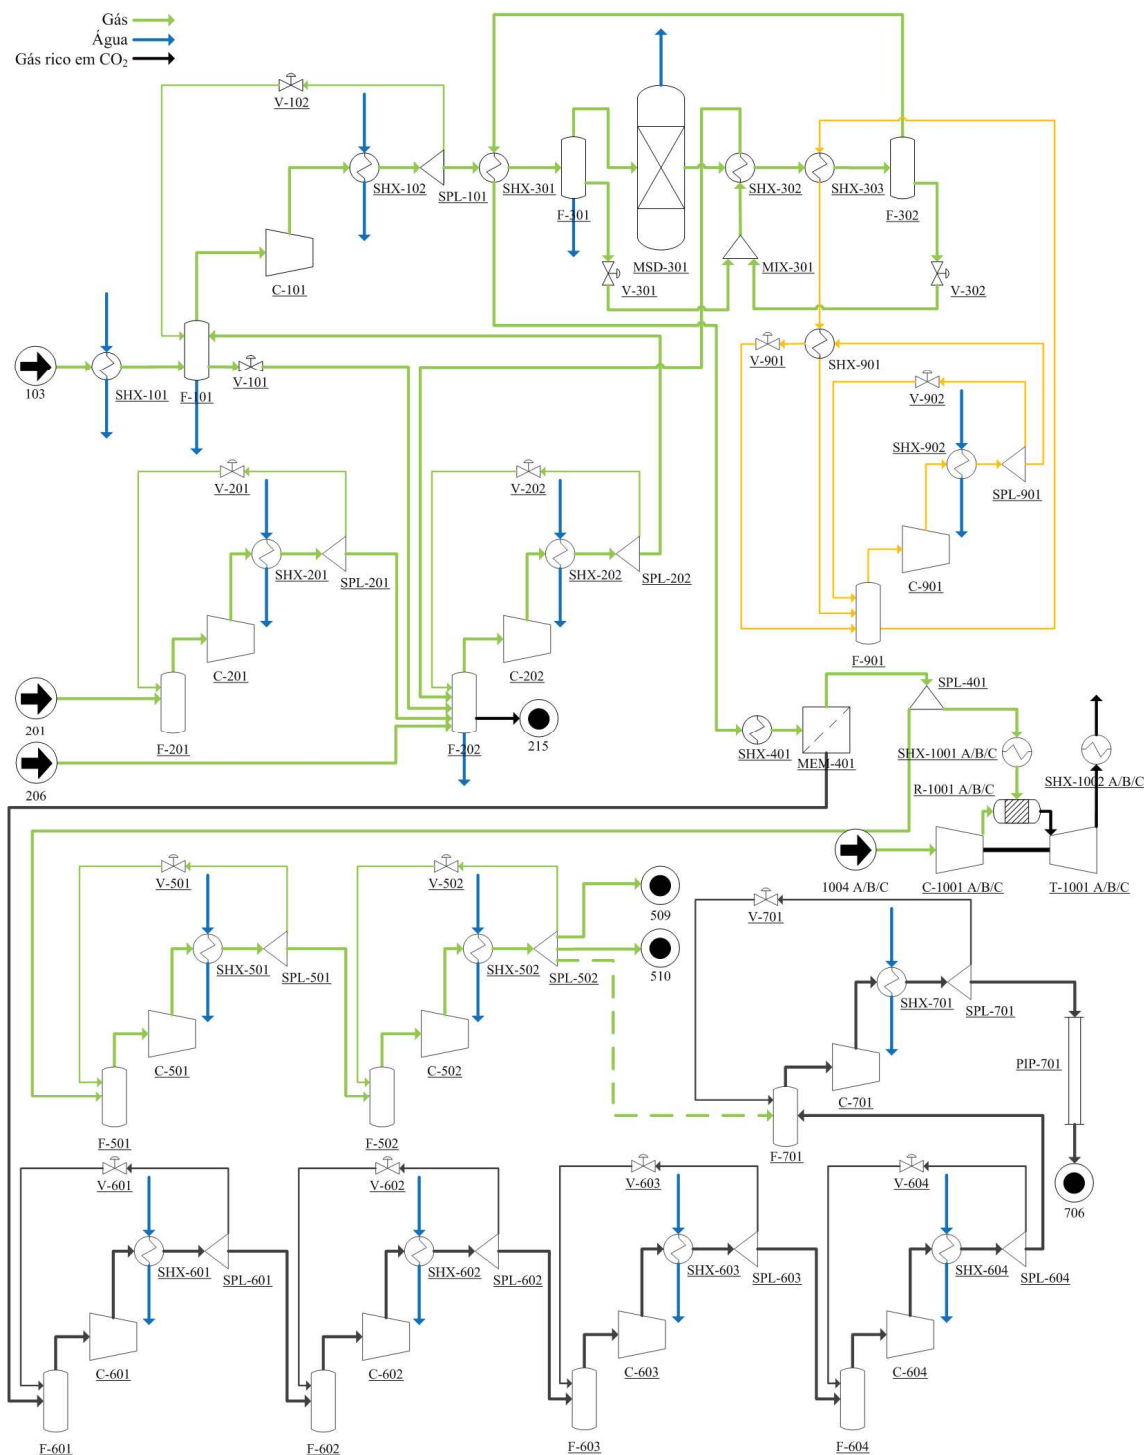 Gás
Água
Gás rico em CO₂
V-102
SHX-102
SPL-101
SHX-301
F-301
MSD-301
SHX-302
SHX-303
F-302
C-101
V-301
MIX-301
V-302
103
SHX-101
F-101
V-101
V-901
SHX-901
V-902
SHX-902
SPL-901
C-901
F-901
V-201
SHX-201
SPL-201
C-201
V-202
SHX-202
SPL-202
C-202
201
F-201
206
F-202
215
SPL-401
SHX-401
MEM-401
SHX-1001 A/B/C
SHX-1002 A/B/C
R-1001 A/B/C
1004 A/B/C
C-1001 A/B/C
T-1001 A/B/C
V-501
SHX-501
SPL-501
C-501
F-501
V-502
SHX-502
SPL-502
C-502
F-502
509
510
V-701
SHX-701
SPL-701
C-701
F-701
PIP-701
706
V-601
SHX-601
SPL-601
C-601
F-601
V-602
SHX-602
SPL-602
C-602
F-602
V-603
SHX-603
SPL-603
C-603
F-603
V-604
SHX-604
SPL-604
C-604
F-604